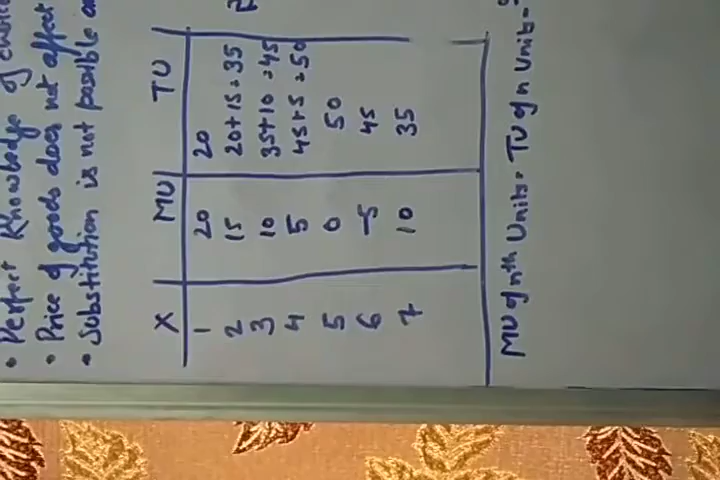 • Perfect Knowledge of choice
• Price of goods does not affect
• Substitution is not possible
X MU TU
1 20 20
2 15 20+15=35
3 10 35+10=45
4 5 45+5=50
5 0 50
6 -5 45
7 10 35
MU of nth Units= TU of n Units-